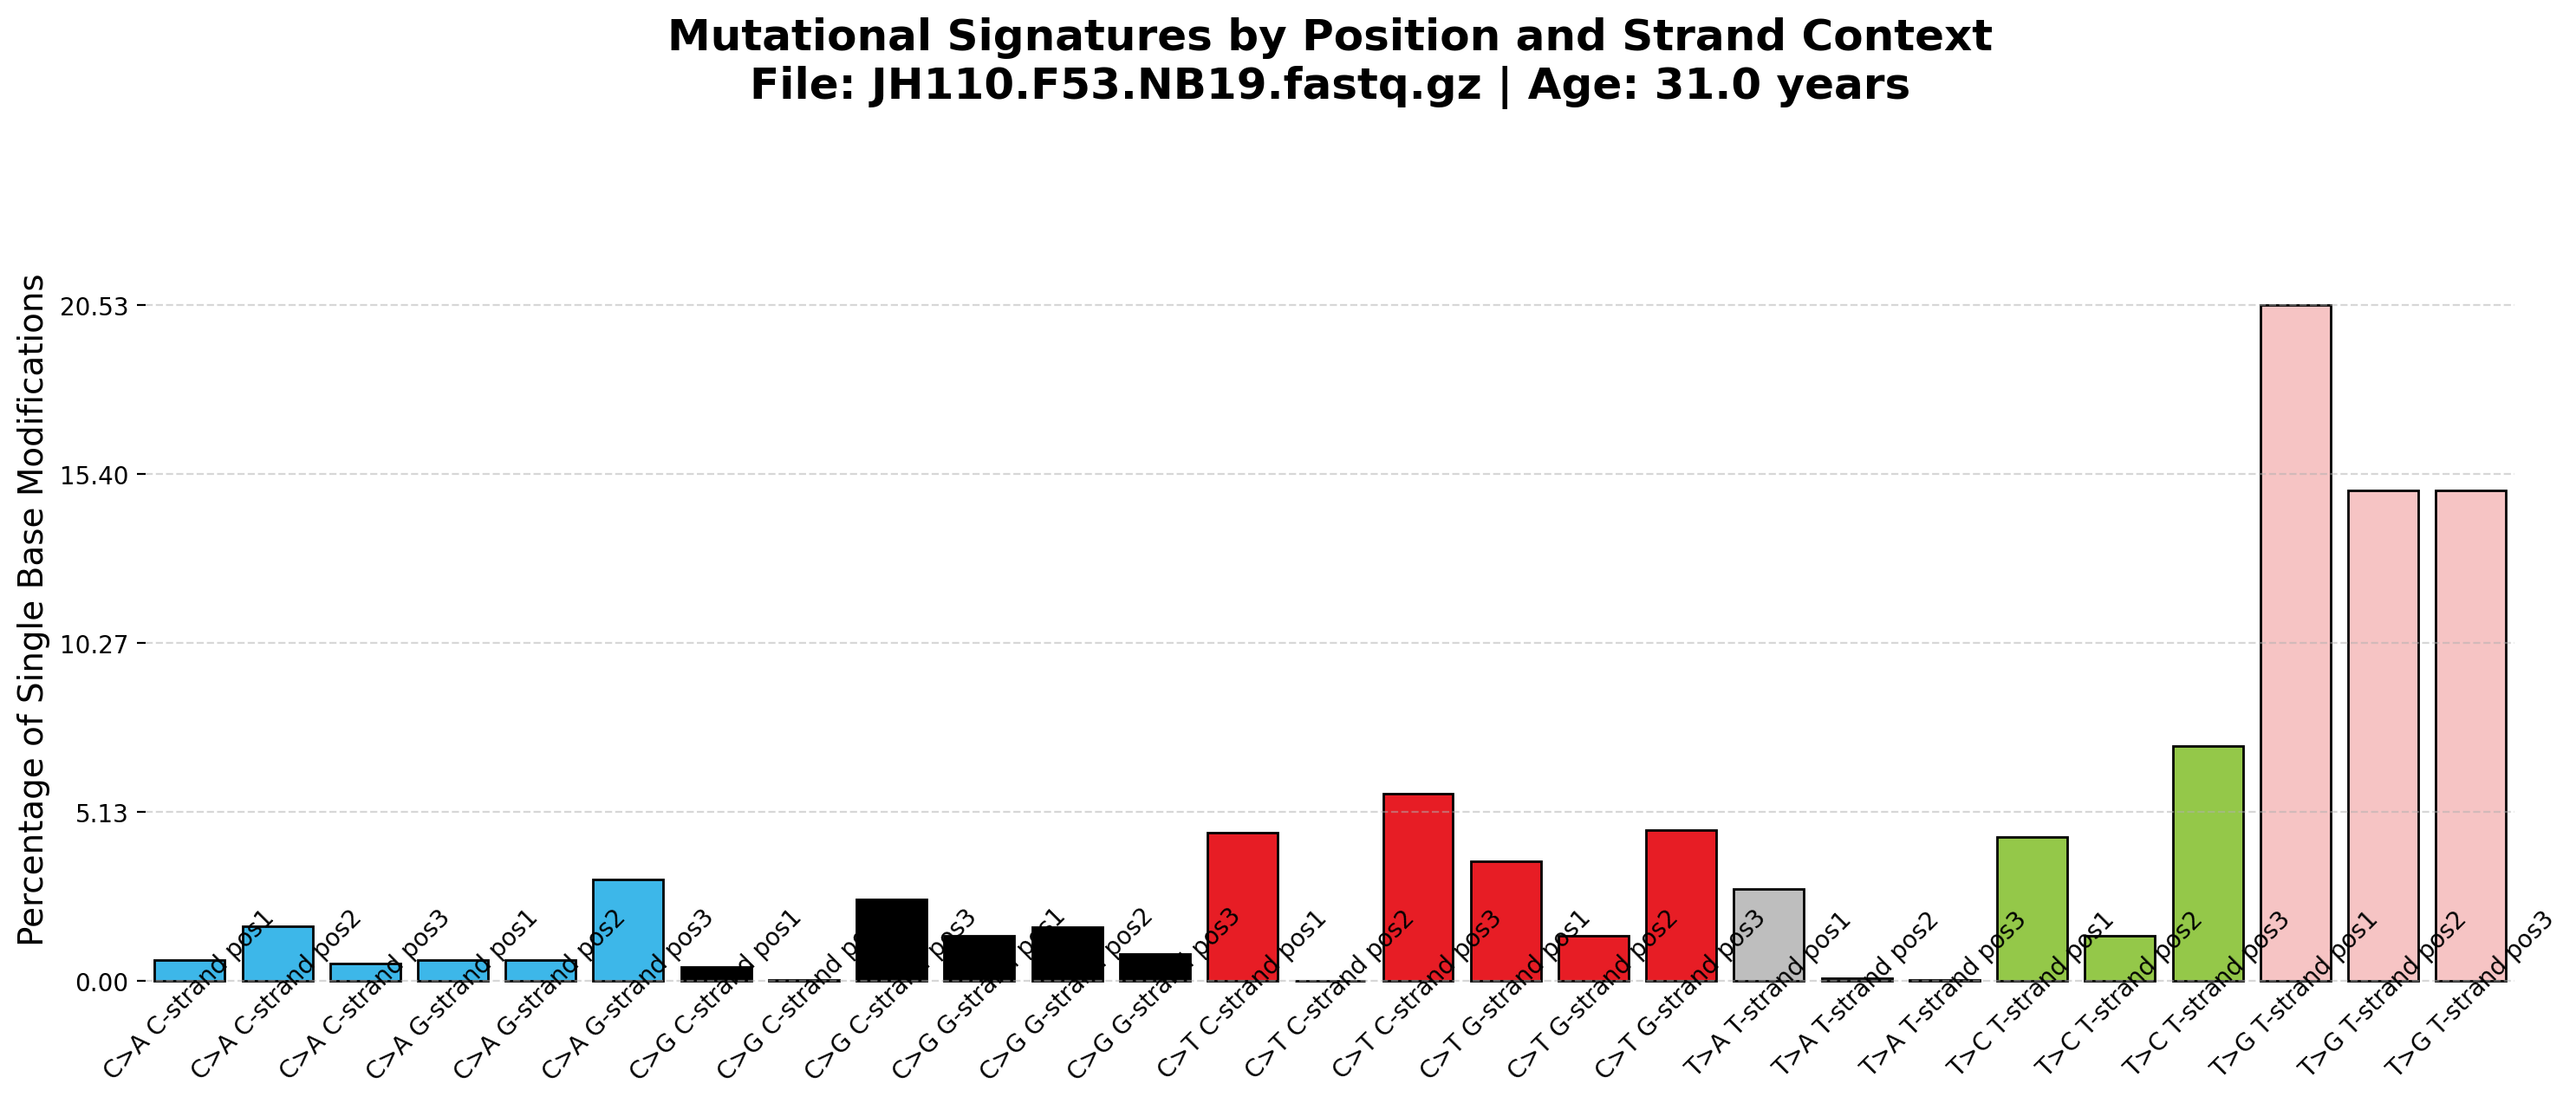 Mutational Signatures by Position and Strand Context
File: JH110.F53.NB19.fastq.gz | Age: 31.0 years
Percentage of Single Base Modifications
20.53
15.40
10.27
5.13
0.00
C>A C-strand pos1
C>A C-strand pos2
C>A C-strand pos3
C>A G-strand pos1
C>A G-strand pos2
C>A G-strand pos3
C>G C-strand pos1
C>G C-strand pos2
C>G C-strand pos3
C>G G-strand pos1
C>G G-strand pos2
C>G G-strand pos3
C>T C-strand pos1
C>T C-strand pos2
C>T C-strand pos3
C>T G-strand pos1
C>T G-strand pos2
C>T G-strand pos3
T>A T-strand pos1
T>A T-strand pos2
T>A T-strand pos3
T>C T-strand pos1
T>C T-strand pos2
T>C T-strand pos3
T>G T-strand pos1
T>G T-strand pos2
T>G T-strand pos3